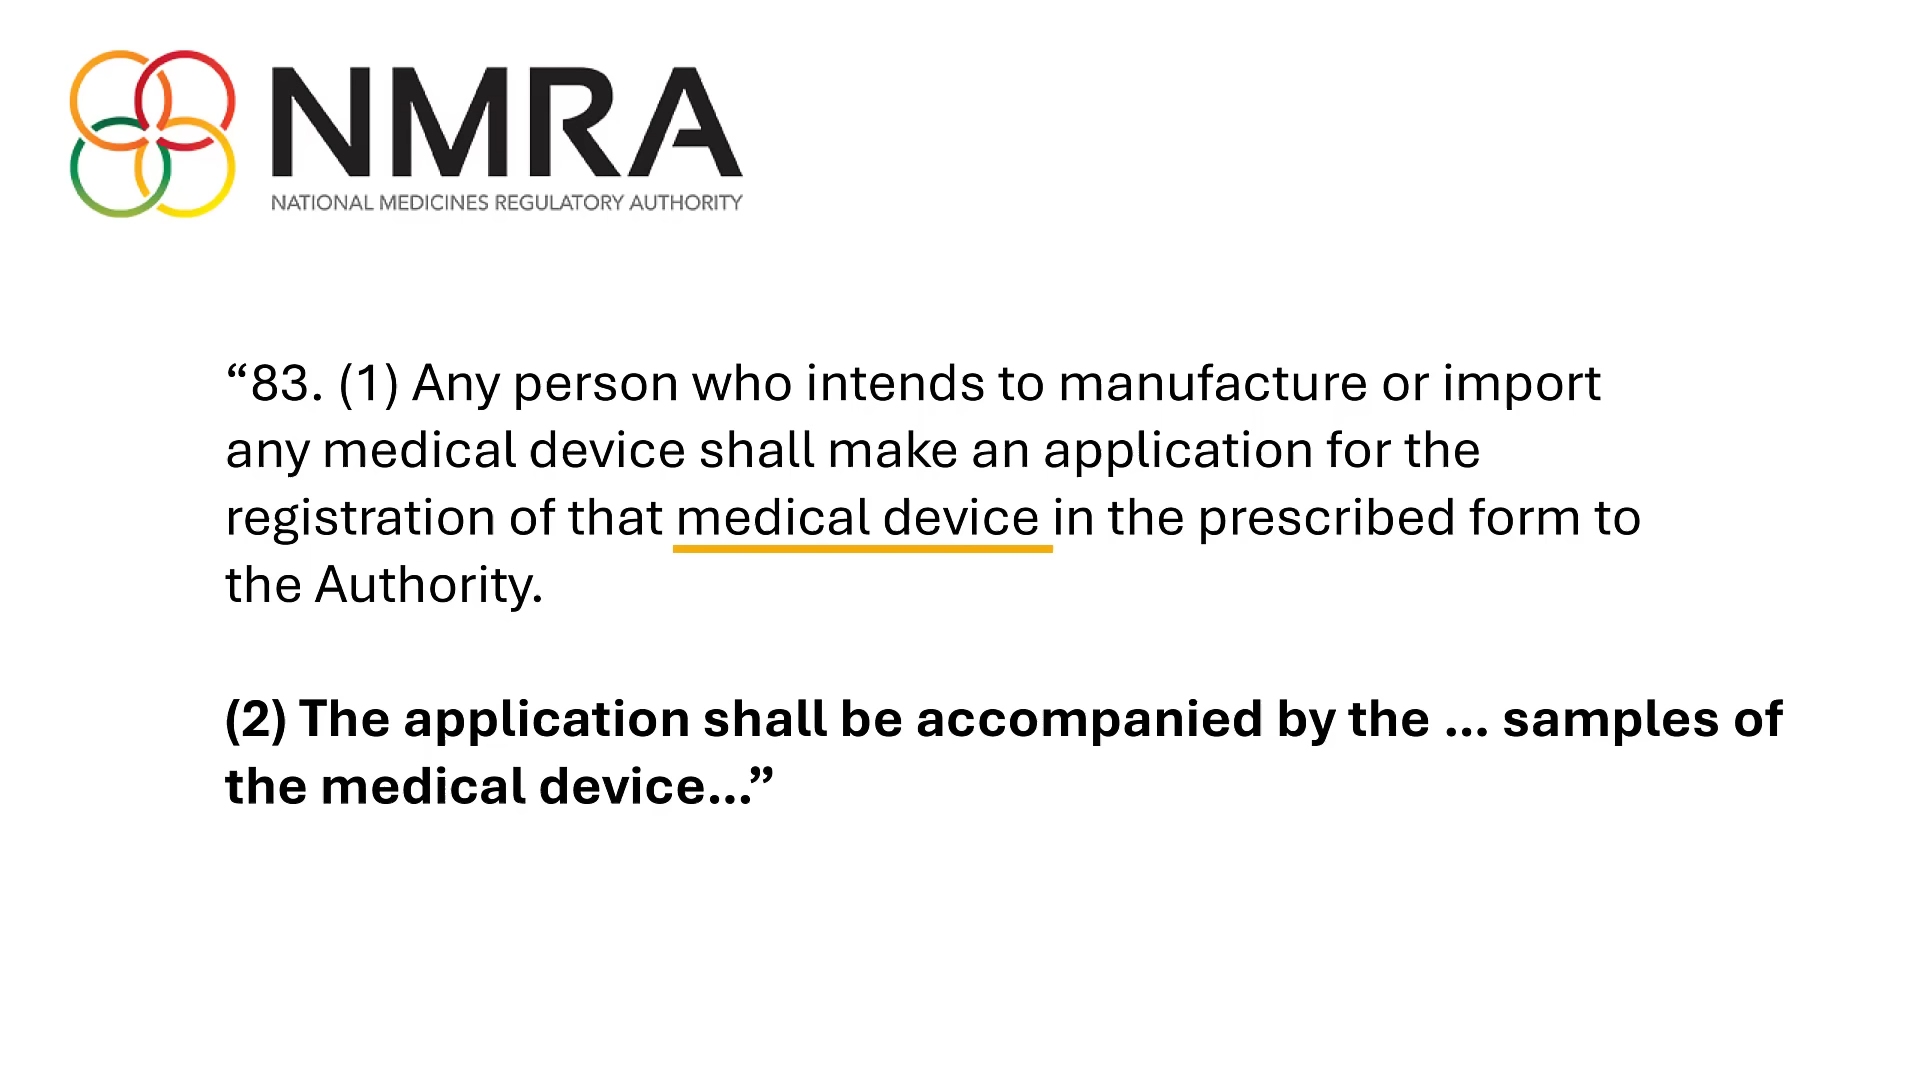 NMRA
NATIONAL MEDICINES REGULATORY AUTHORITY
“83. (1) Any person who intends to manufacture or import
any medical device shall make an application for the
registration of that medical device in the prescribed form to
the Authority.
(2) The application shall be accompanied by the ... samples of
the medical device...”